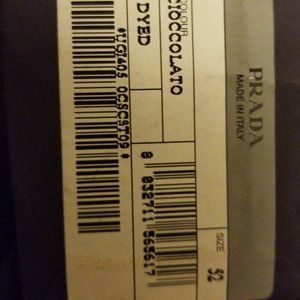 PRADA
MADE IN ITALY
COLOUR
CIOCCOLATO
DYED
SIZE
52
8 032711 565617